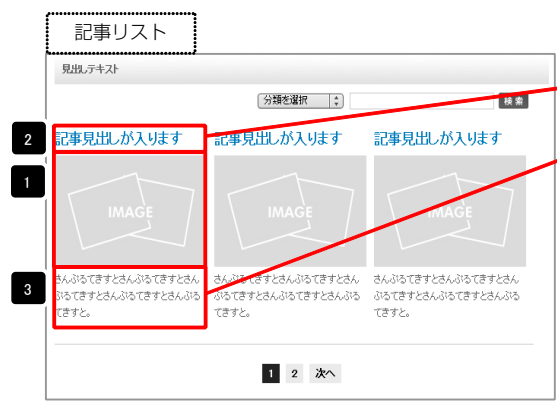 記事リスト
見出しテキスト
分類を選択
検索
2
記事見出しが入ります
記事見出しが入ります
記事見出しが入ります
1
IMAGE
IMAGE
IMAGE
3
さんぷるてきすとさんぷるてきすとさん
ぷるてきすとさんぷるてきすとさんぷる
てきすと。
さんぷるてきすとさんぷるてきすとさん
ぷるてきすとさんぷるてきすとさんぷる
てきすと。
さんぷるてきすとさんぷるてきすとさん
ぷるてきすとさんぷるてきすとさんぷる
てきすと。
1 2 次へ